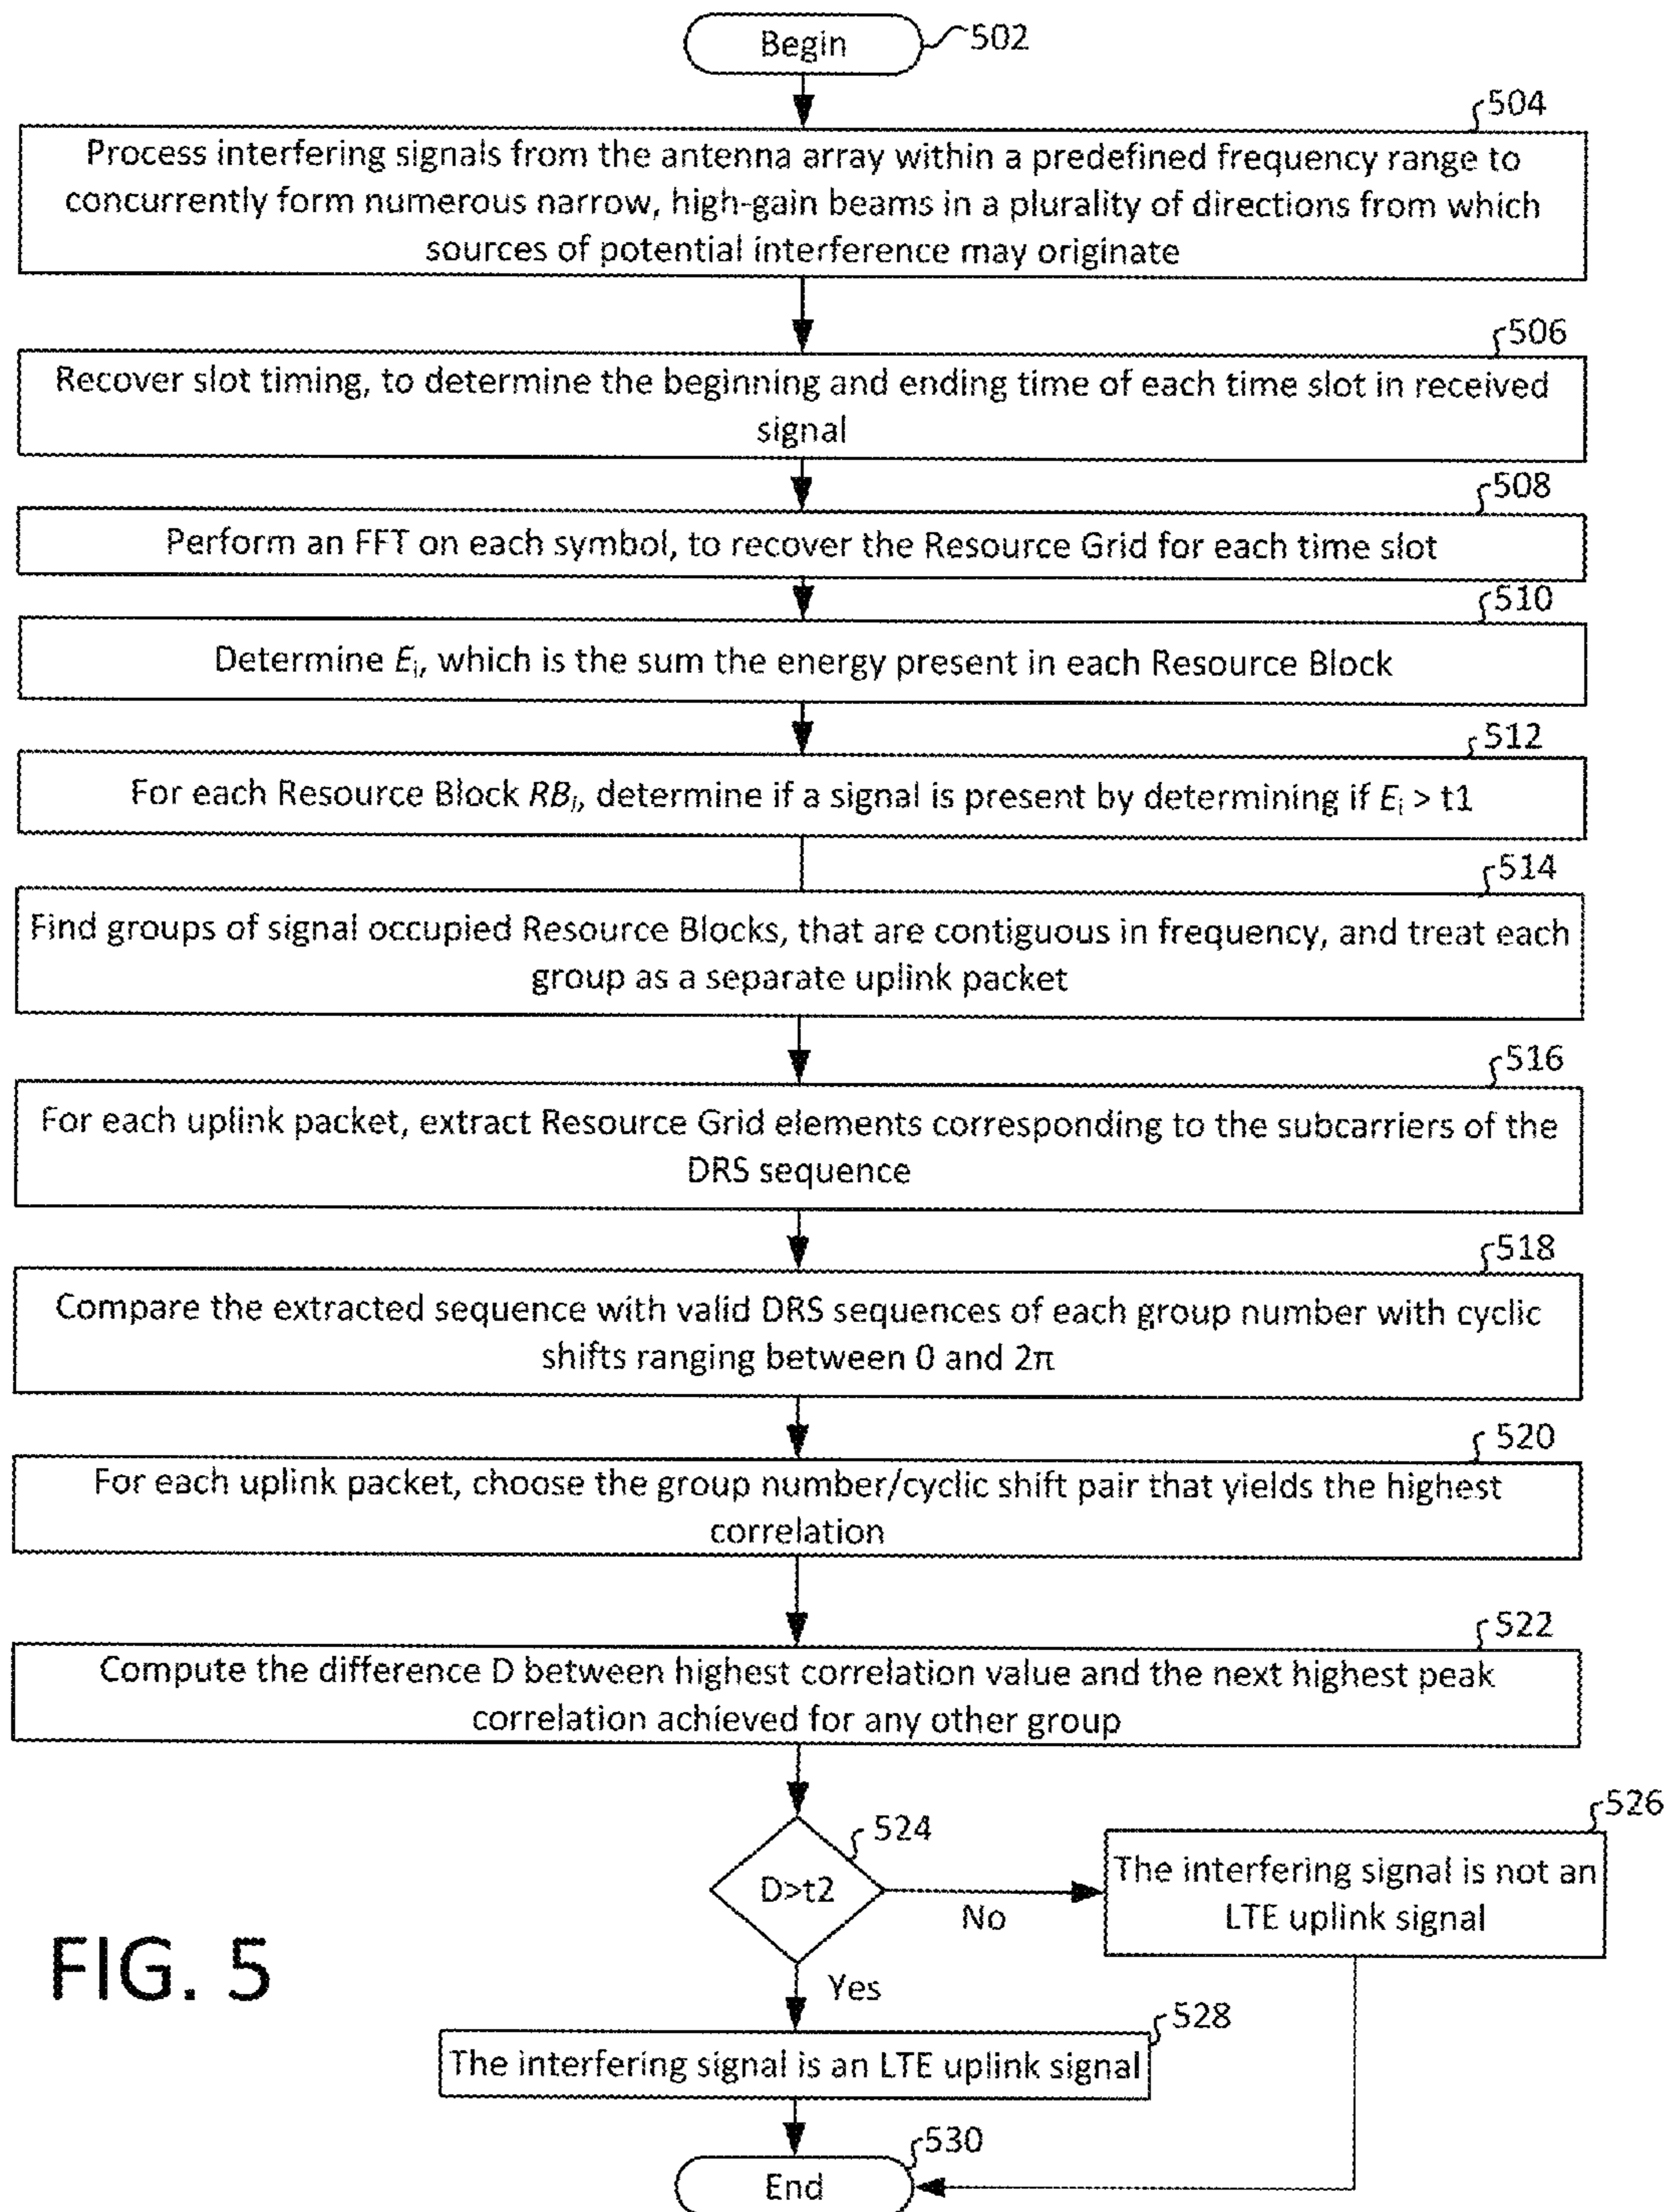 Begin
502
504
Process interfering signals from the antenna array within a predefined frequency range to
concurrently form numerous narrow, high-gain beams in a plurality of directions from which
sources of potential interference may originate
506
Recover slot timing, to determine the beginning and ending time of each time slot in received
signal
508
Perform an FFT on each symbol, to recover the Resource Grid for each time slot
510
Determine Ei, which is the sum the energy present in each Resource Block
512
For each Resource Block RBi, determine if a signal is present by determining if Ei > t1
514
Find groups of signal occupied Resource Blocks, that are contiguous in frequency, and treat each
group as a separate uplink packet
516
For each uplink packet, extract Resource Grid elements corresponding to the subcarriers of the
DRS sequence
518
Compare the extracted sequence with valid DRS sequences of each group number with cyclic
shifts ranging between 0 and 2π
520
For each uplink packet, choose the group number/cyclic shift pair that yields the highest
correlation
522
Compute the difference D between highest correlation value and the next highest peak
correlation achieved for any other group
524
D>t2
No
526
The interfering signal is not an
LTE uplink signal
Yes
528
The interfering signal is an LTE uplink signal
530
End
FIG. 5